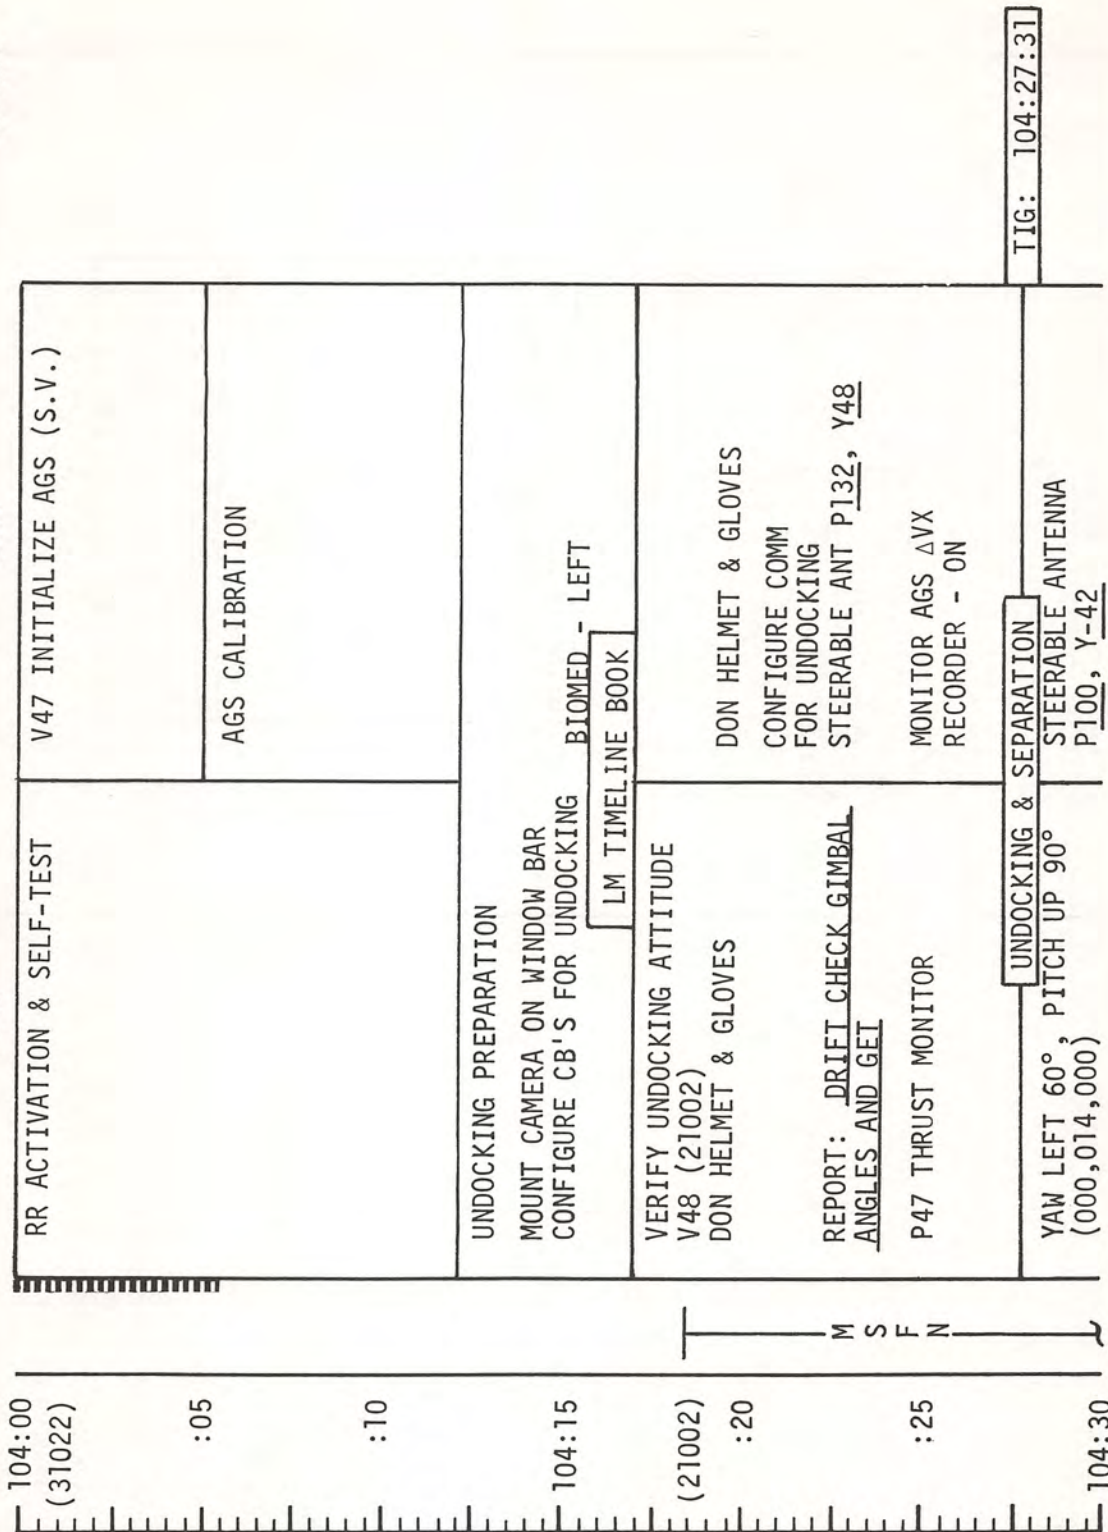 104:00
(31022)
:05
:10
104:15
(21002)
:20
:25
104:30
M
S
F
N
RR ACTIVATION & SELF-TEST
V47 INITIALIZE AGS (S.V.)
AGS CALIBRATION
UNDOCKING PREPARATION
MOUNT CAMERA ON WINDOW BAR
CONFIGURE CB'S FOR UNDOCKING
BIOMED - LEFT
LM TIMELINE BOOK
VERIFY UNDOCKING ATTITUDE
V48 (21002)
DON HELMET & GLOVES
REPORT: DRIFT CHECK GIMBAL
ANGLES AND GET
P47 THRUST MONITOR
DON HELMET & GLOVES
CONFIGURE COMM
FOR UNDOCKING
STEERABLE ANT P132, Y48
MONITOR AGS ΔVX
RECORDER - ON
UNDOCKING & SEPARATION
TIG: 104:27:31
YAW LEFT 60°, PITCH UP 90°
(000,014,000)
STEERABLE ANTENNA
P100, Y-42